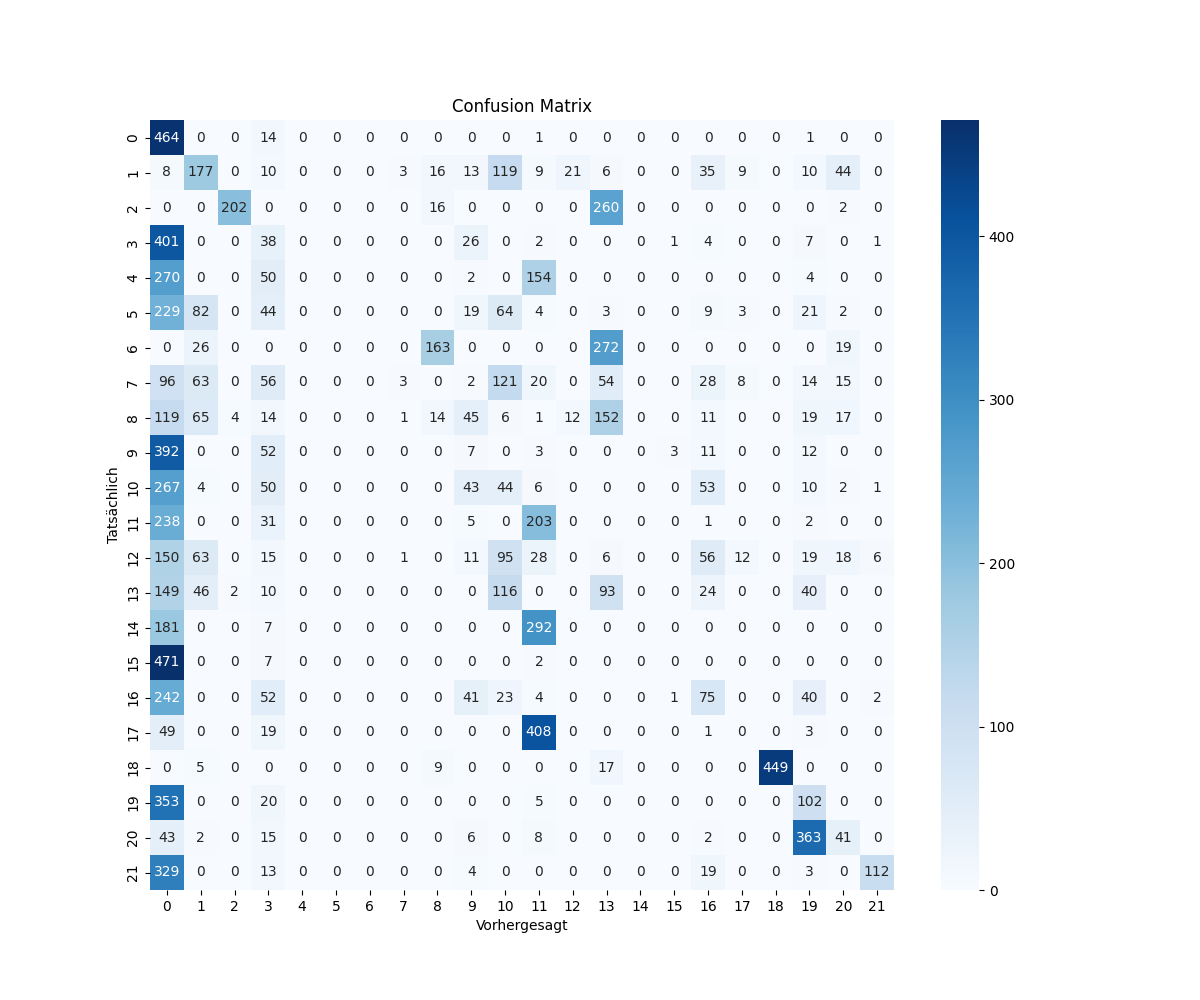 Confusion Matrix
0 464 0 0 14 0 0 0 0 0 0 0 1 0 0 0 0 0 0 0 1 0 0
1 8 177 0 10 0 0 0 3 16 13 119 9 21 6 0 0 35 9 0 10 44 0
2 0 0 202 0 0 0 0 0 16 0 0 0 0 260 0 0 0 0 0 0 2 0
3 401 0 0 38 0 0 0 0 0 26 0 2 0 0 0 1 4 0 0 7 0 1
4 270 0 0 50 0 0 0 0 0 2 0 154 0 0 0 0 0 0 0 4 0 0
5 229 82 0 44 0 0 0 0 0 19 64 4 0 3 0 0 9 3 0 21 2 0
6 0 26 0 0 0 0 0 0 163 0 0 0 0 272 0 0 0 0 0 0 19 0
7 96 63 0 56 0 0 0 3 0 2 121 20 0 54 0 0 28 8 0 14 15 0
8 119 65 4 14 0 0 0 1 14 45 6 1 12 152 0 0 11 0 0 19 17 0
9 392 0 0 52 0 0 0 0 0 7 0 3 0 0 0 3 11 0 0 12 0 0
10 267 4 0 50 0 0 0 0 0 43 44 6 0 0 0 0 53 0 0 10 2 1
11 238 0 0 31 0 0 0 0 0 5 0 203 0 0 0 0 1 0 0 2 0 0
12 150 63 0 15 0 0 0 1 0 11 95 28 0 6 0 0 56 12 0 19 18 6
13 149 46 2 10 0 0 0 0 0 0 116 0 0 93 0 0 24 0 0 40 0 0
14 181 0 0 7 0 0 0 0 0 0 0 292 0 0 0 0 0 0 0 0 0 0
15 471 0 0 7 0 0 0 0 0 0 0 2 0 0 0 0 0 0 0 0 0 0
16 242 0 0 52 0 0 0 0 0 41 23 4 0 0 0 1 75 0 0 40 0 2
17 49 0 0 19 0 0 0 0 0 0 0 408 0 0 0 0 1 0 0 3 0 0
18 0 5 0 0 0 0 0 0 9 0 0 0 0 17 0 0 0 0 449 0 0 0
19 353 0 0 20 0 0 0 0 0 0 0 5 0 0 0 0 0 0 0 102 0 0
20 43 2 0 15 0 0 0 0 0 6 0 8 0 0 0 0 2 0 0 363 41 0
21 329 0 0 13 0 0 0 0 0 4 0 0 0 0 0 0 19 0 0 3 0 112
0 1 2 3 4 5 6 7 8 9 10 11 12 13 14 15 16 17 18 19 20 21
Vorhergesagt
Tatsächlich
400
300
200
100
0